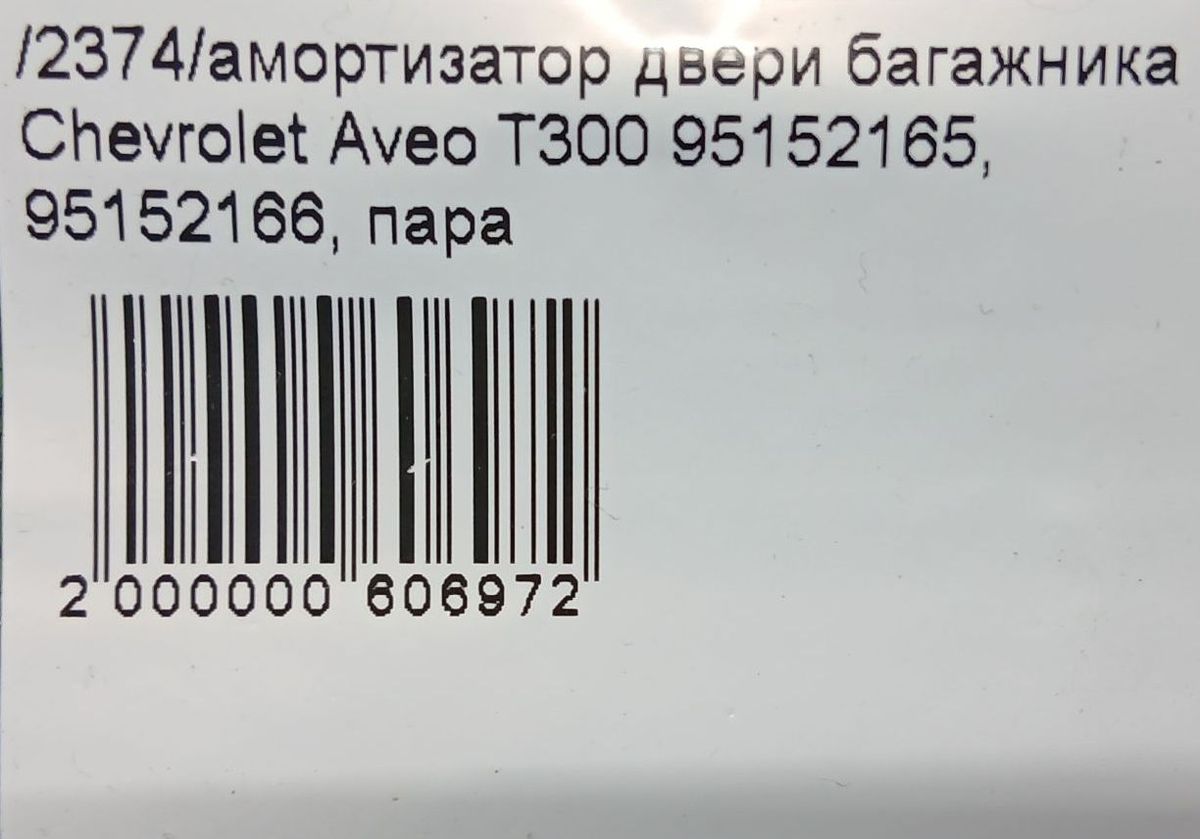 /2374/амортизатор двери багажника
Chevrolet Aveo T300 95152165,
95152166, пара
2 000000 606972